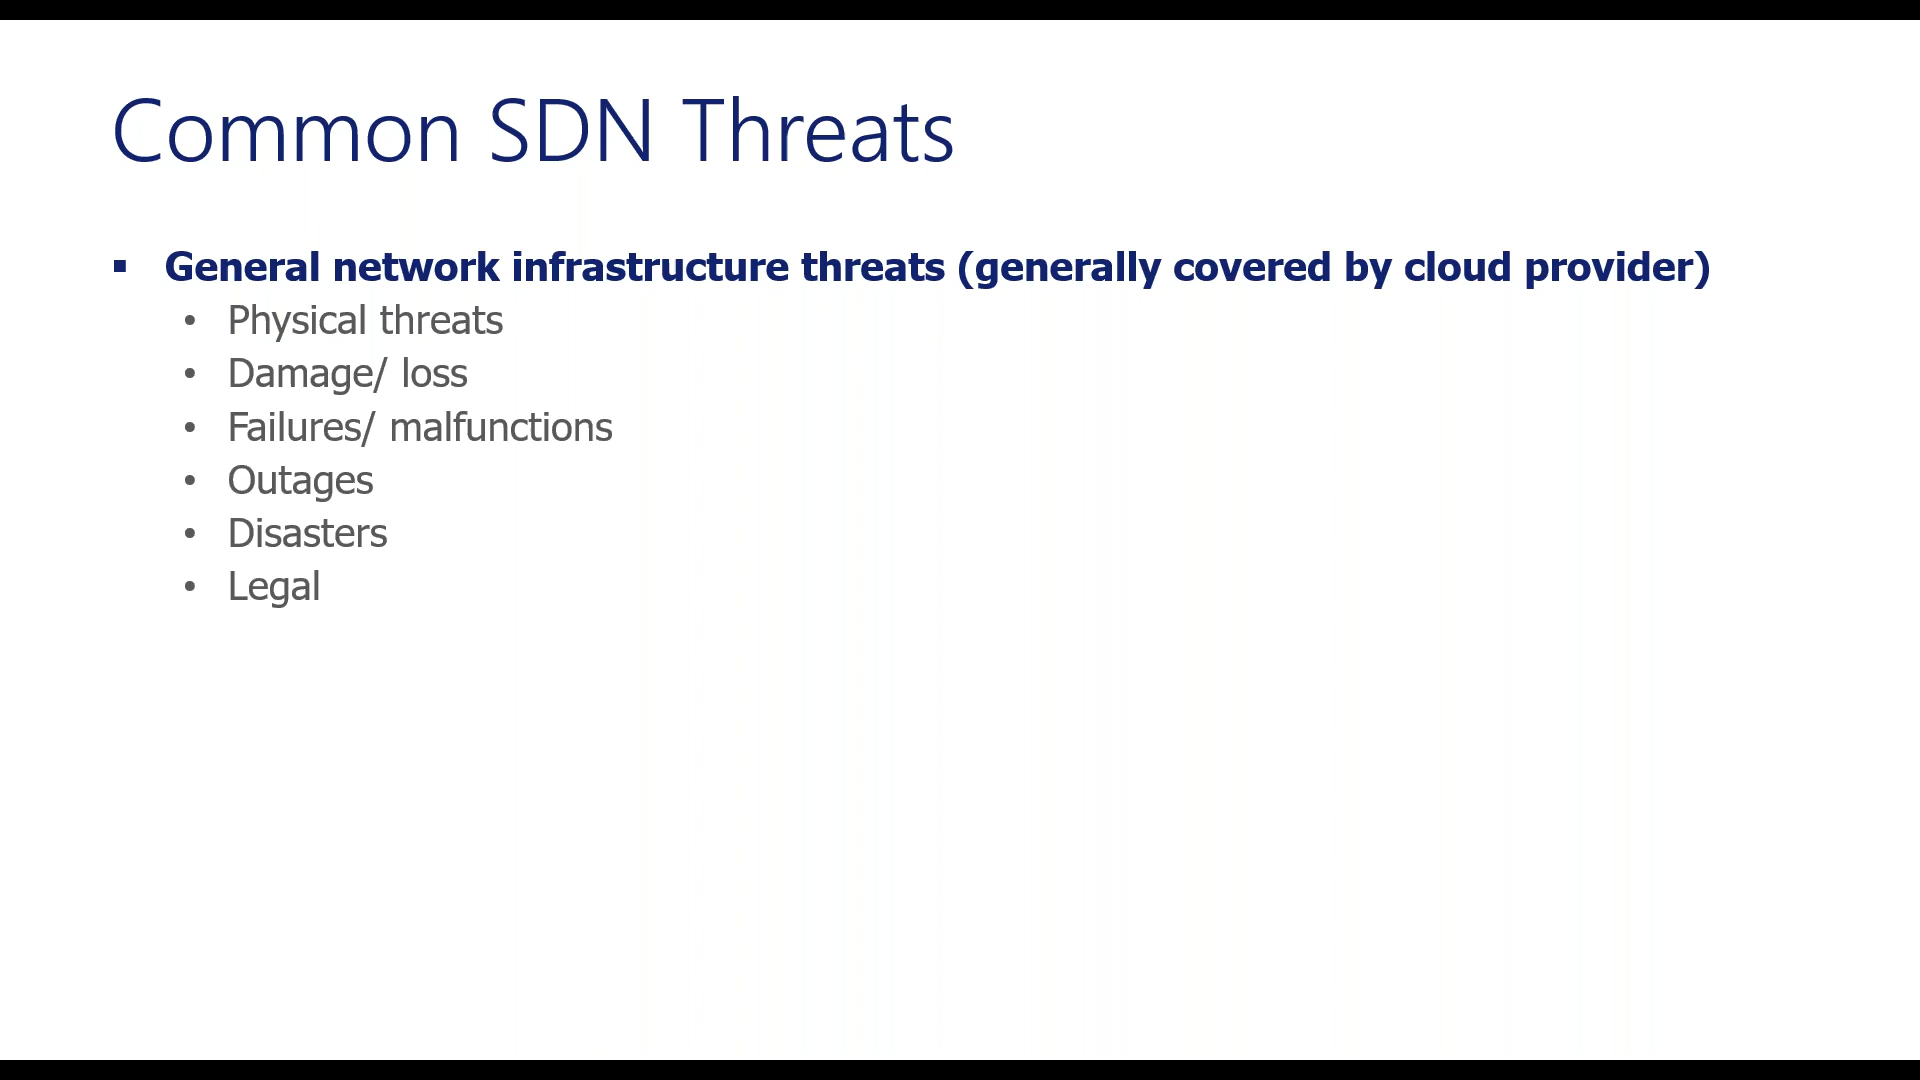 Common SDN Threats
▪ General network infrastructure threats (generally covered by cloud provider)
• Physical threats
• Damage/ loss
• Failures/ malfunctions
• Outages
• Disasters
• Legal